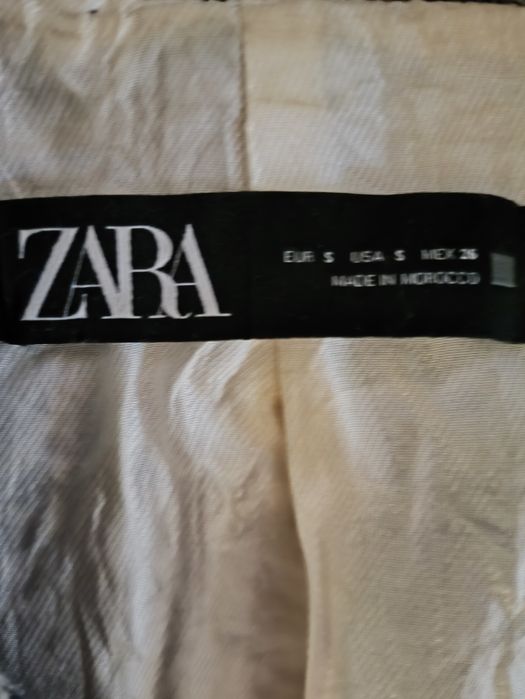 ZARA
EUR S USA S MEX 26
MADE IN MOROCCO